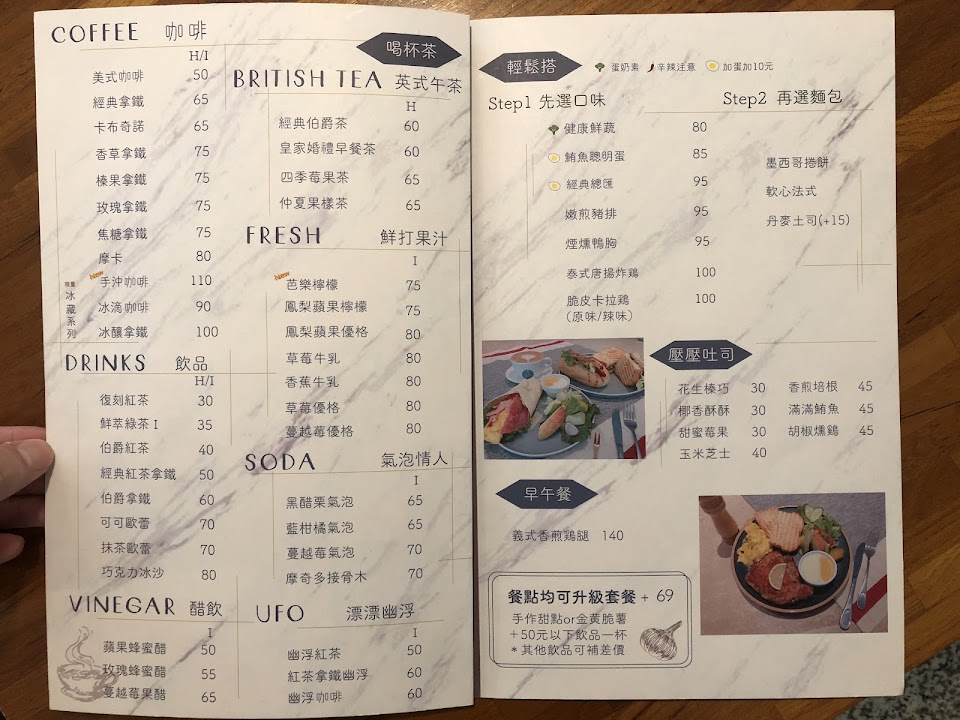 COFFEE 咖啡
H/I
美式咖啡 50
經典拿鐵 65
卡布奇諾 65
香草拿鐵 75
榛果拿鐵 75
玫瑰拿鐵 75
焦糖拿鐵 75
摩卡 80
New
手沖咖啡 110
冰滴咖啡 90
冰釀拿鐵 100
冰藏系列
DRINKS 飲品
H/I
復刻紅茶 30
鮮萃綠茶 I 35
伯爵紅茶 40
經典紅茶拿鐵 50
伯爵拿鐵 60
可可歐蕾 70
抹茶歐蕾 70
巧克力冰沙 80
VINEGAR 醋飲
I
蘋果蜂蜜醋 50
玫瑰蜂蜜醋 55
蔓越莓果醋 65
喝杯茶
BRITISH TEA 英式午茶
H
經典伯爵茶 60
皇家婚禮早餐茶 60
四季莓果茶 65
仲夏果樣茶 65
FRESH 鮮打果汁
I
New
芭樂檸檬 75
鳳梨蘋果檸檬 75
鳳梨蘋果優格 80
草莓牛乳 80
香蕉牛乳 80
草莓優格 80
蔓越莓優格 80
SODA 氣泡情人
I
黑醋栗氣泡 65
藍柑橘氣泡 65
蔓越莓氣泡 70
摩奇多接骨木 70
UFO 漂漂幽浮
I
幽浮紅茶 50
紅茶拿鐵幽浮 60
幽浮咖啡 60
輕鬆搭 蛋奶素 辛辣注意 加蛋加10元
Step1 先選口味
健康鮮蔬 80
鮪魚聰明蛋 85
經典總匯 95
嫩煎豬排 95
煙燻鴨胸 95
泰式唐揚炸鷄 100
脆皮卡拉鷄 100
(原味/辣味)
Step2 再選麵包
墨西哥捲餅
軟心法式
丹麥土司(+15)
壓壓吐司
花生榛巧 30 香煎培根 45
椰香酥酥 30 滿滿鮪魚 45
甜蜜莓果 30 胡椒燻鷄 45
玉米芝士 40
早午餐
義式香煎鷄腿 140
餐點均可升級套餐 + 69
手作甜點or金黃脆薯
+50元以下飲品一杯
*其他飲品可補差價